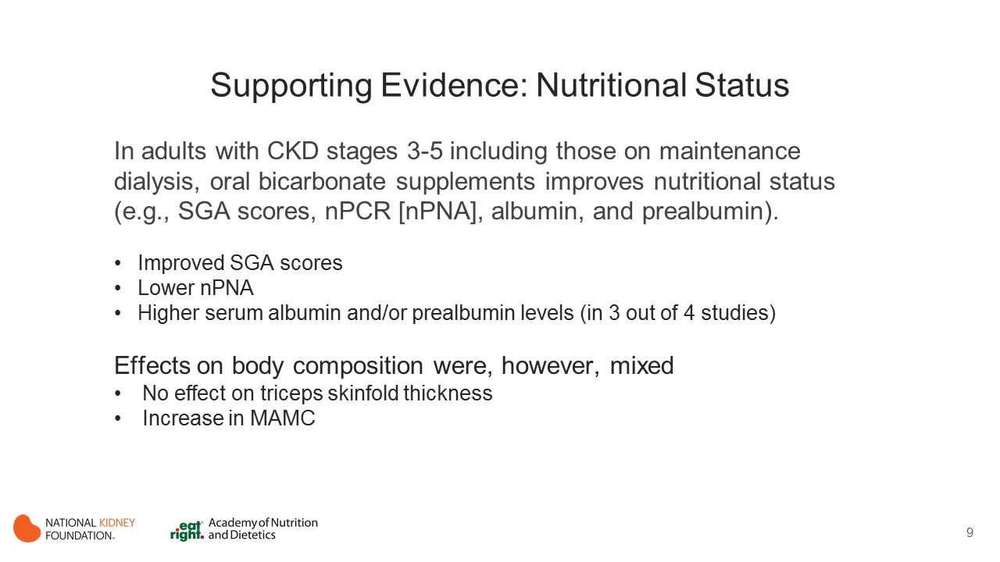 Supporting Evidence: Nutritional Status
In adults with CKD stages 3-5 including those on maintenance
dialysis, oral bicarbonate supplements improves nutritional status
(e.g., SGA scores, nPCR [nPNA], albumin, and prealbumin).
• Improved SGA scores
• Lower nPNA
• Higher serum albumin and/or prealbumin levels (in 3 out of 4 studies)
Effects on body composition were, however, mixed
• No effect on triceps skinfold thickness
• Increase in MAMC
NATIONAL KIDNEY
FOUNDATION®
eat
right.
Academy of Nutrition
and Dietetics
9